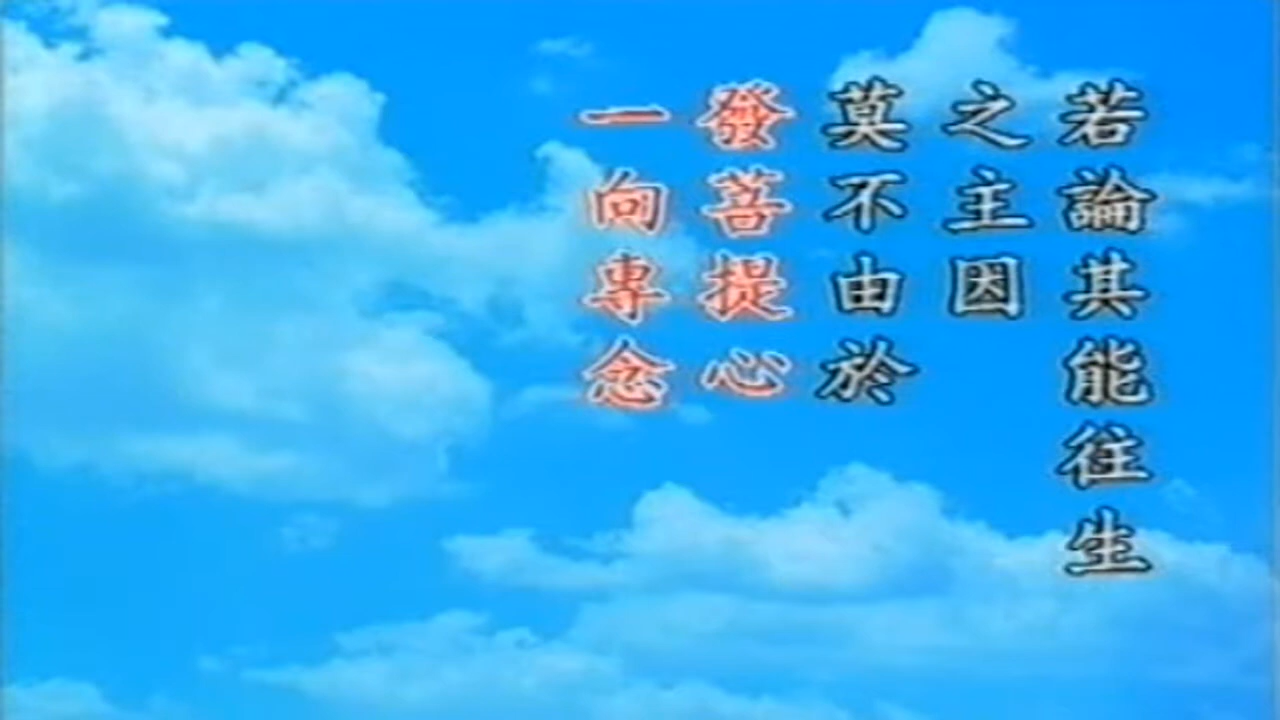 若論其能往生
之主因
莫不由於
發菩提心
一向專念